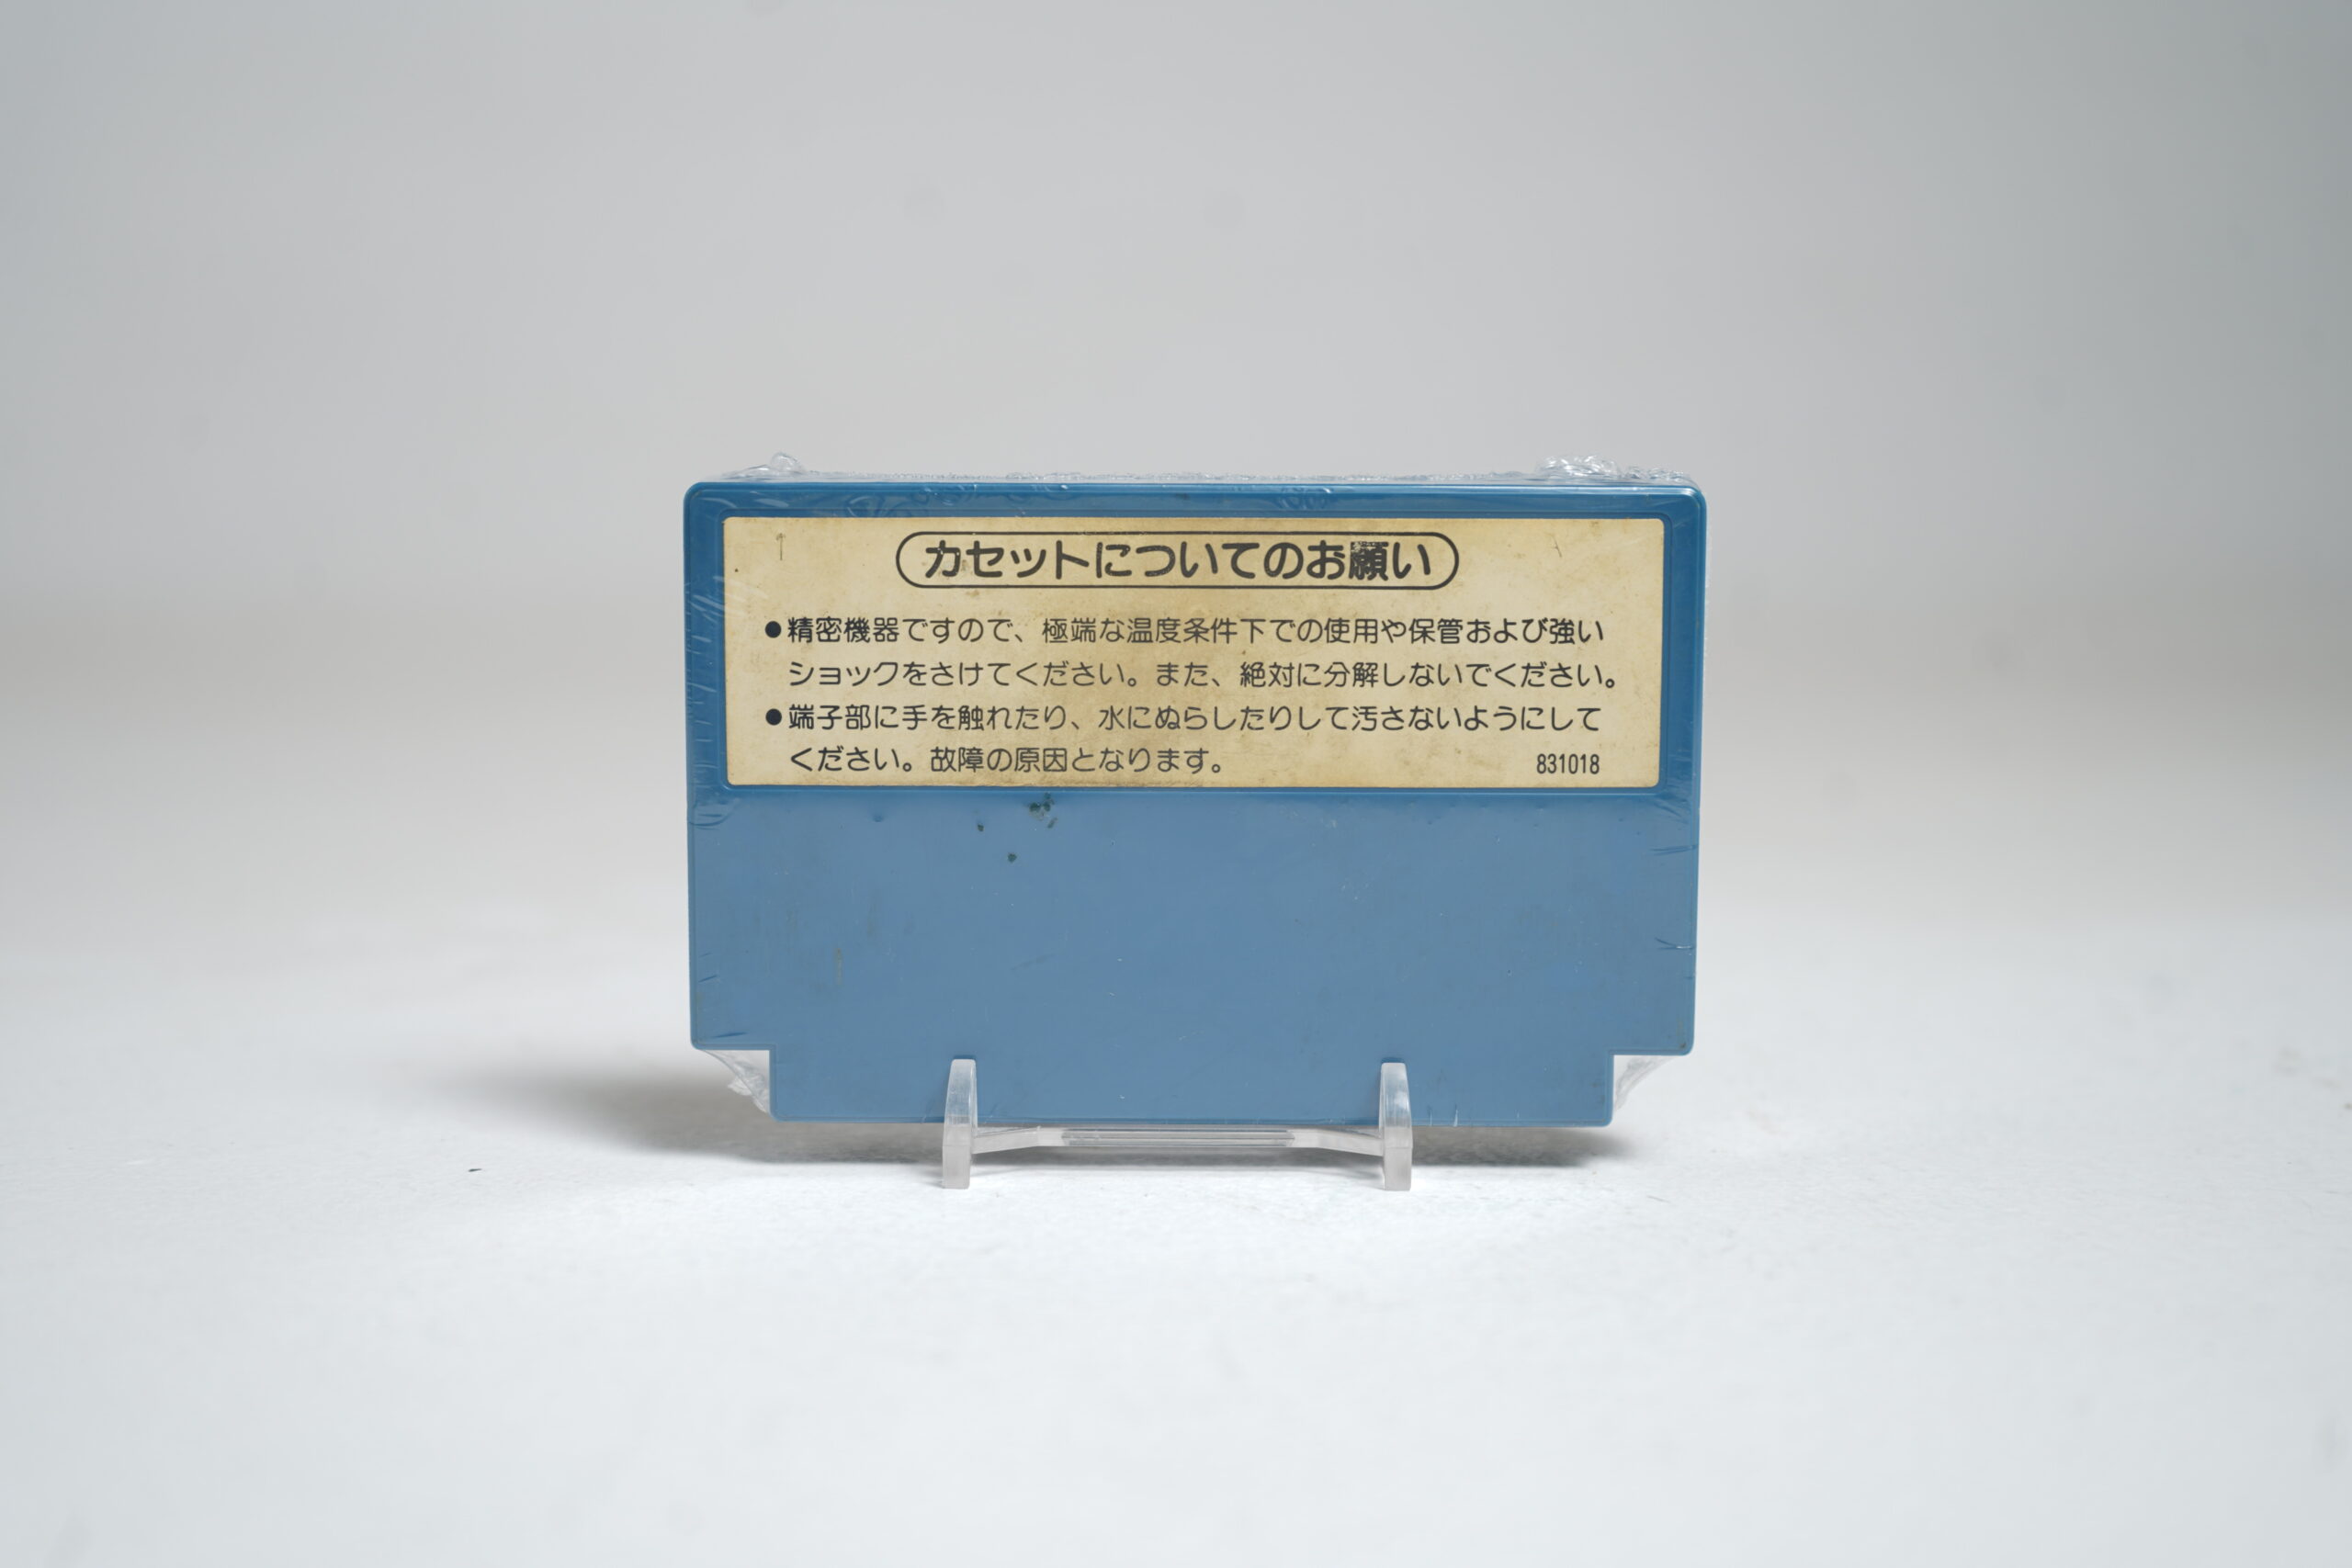 カセットについてのお願い
●精密機器ですので、極端な温度条件下での使用や保管および強い
ショックをさけてください。また、絶対に分解しないでください。
●端子部に手を触れたり、水にぬらしたりして汚さないようにして
ください。故障の原因となります。
831018